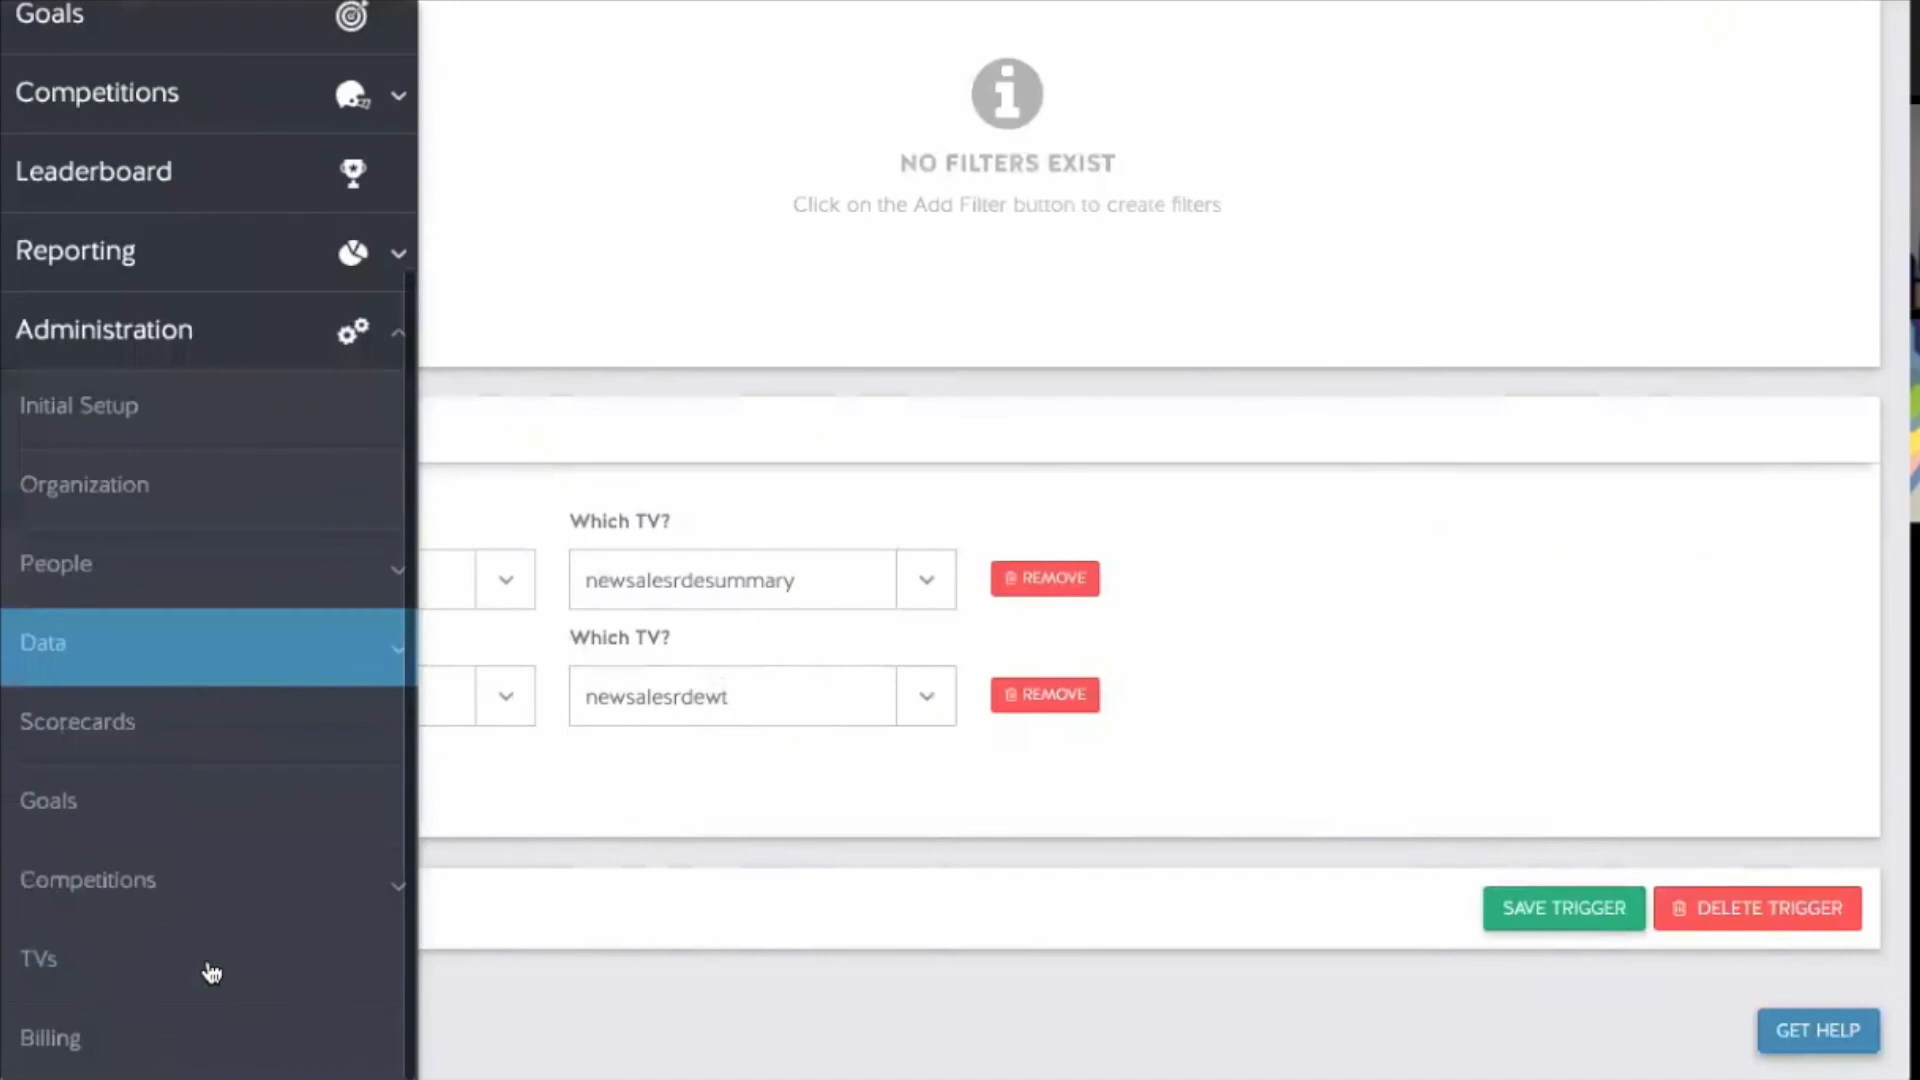 Goals
Competitions
Leaderboard
Reporting
Administration
Initial Setup
Organization
People
Data
Scorecards
Goals
Competitions
TVs
Billing
NO FILTERS EXIST
Click on the Add Filter button to create filters
Which TV?
newsalesrdesummary
REMOVE
Which TV?
newsalesrdewt
REMOVE
SAVE TRIGGER
DELETE TRIGGER
GET HELP